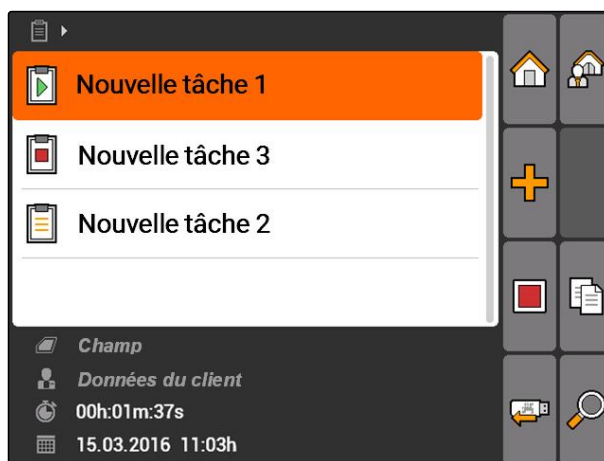 Nouvelle tâche 1
Nouvelle tâche 3
Nouvelle tâche 2
Champ
Données du client
00h:01m:37s
15.03.2016 11:03h